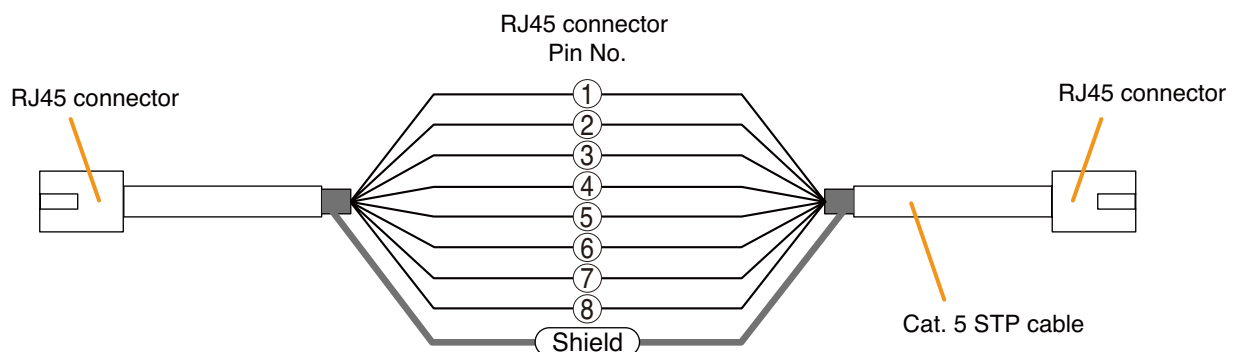 RJ45 connector
Pin No.
RJ45 connector
RJ45 connector
1
2
3
4
5
6
7
8
Shield
Cat. 5 STP cable